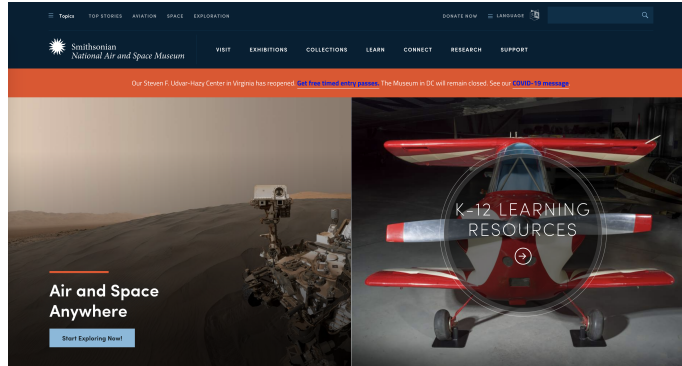 Topics
TOP STORIES
AVIATION
SPACE
EXPLORATION
DONATE NOW
LANGUAGE
Smithsonian
National Air and Space Museum
VISIT
EXHIBITIONS
COLLECTIONS
LEARN
CONNECT
RESEARCH
SUPPORT
Our Steven F. Udvar-Hazy Center in Virginia has reopened. Get free timed entry passes. The Museum in DC will remain closed. See our COVID-19 message.
K-12 LEARNING
RESOURCES
Air and Space
Anywhere
Start Exploring Now!